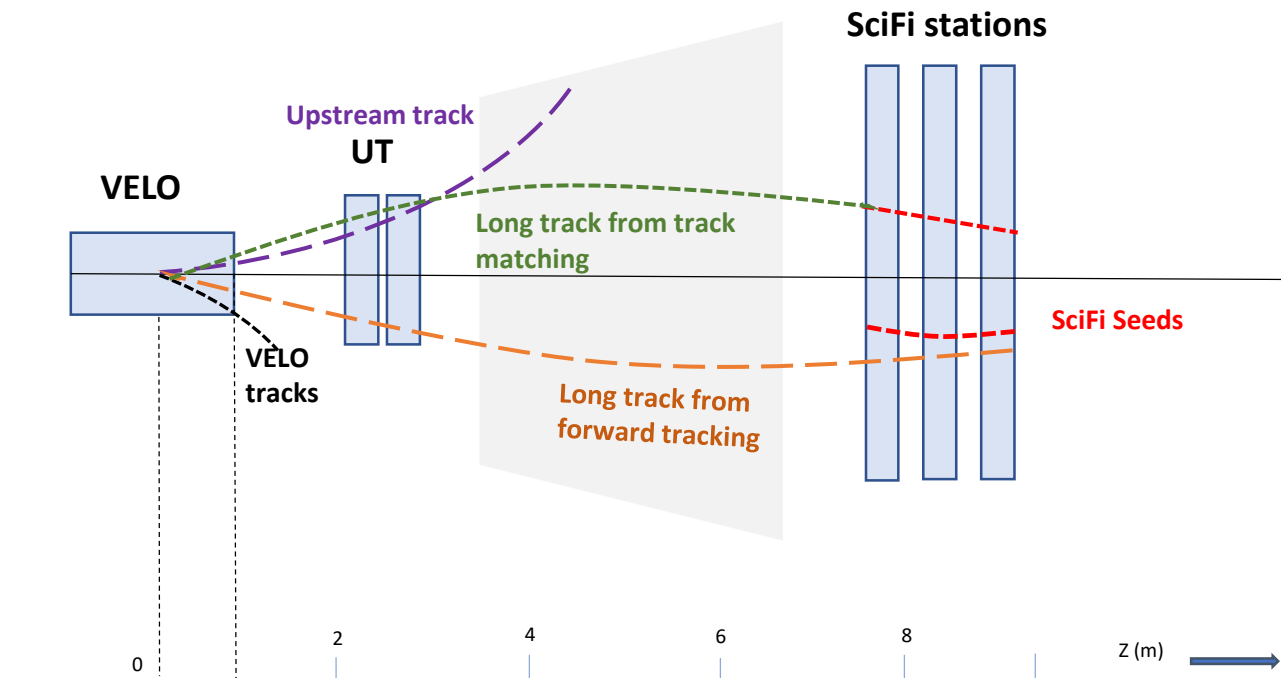 SciFi stations
Upstream track
UT
VELO
Long track from track
matching
SciFi Seeds
VELO
tracks
Long track from
forward tracking
0
2
4
6
8
Z (m)